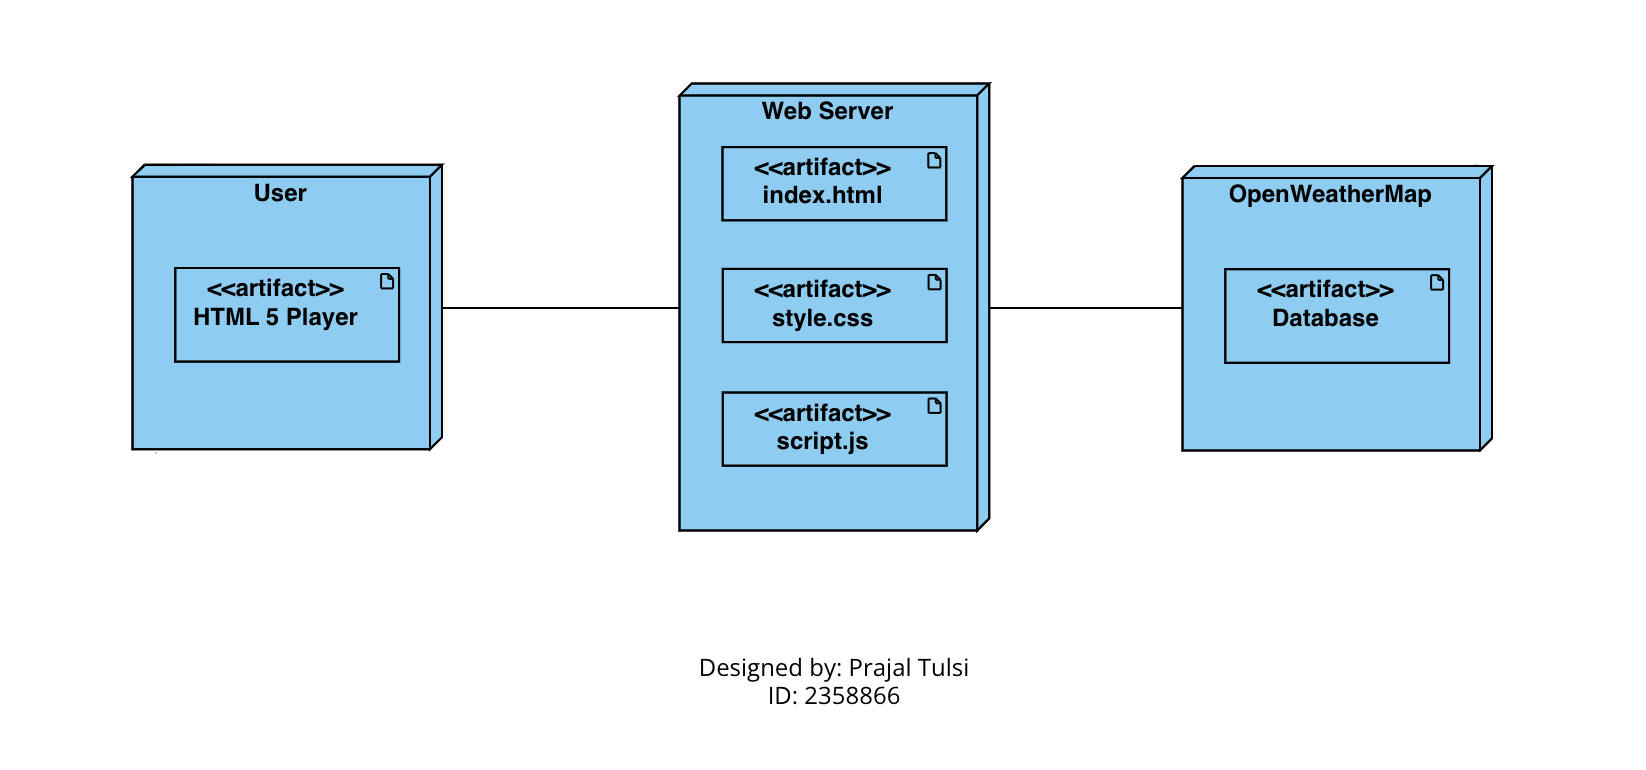 User
<<artifact>>
HTML 5 Player
Web Server
<<artifact>>
index.html
<<artifact>>
style.css
<<artifact>>
script.js
OpenWeatherMap
<<artifact>>
Database
Designed by: Prajal Tulsi
ID: 2358866